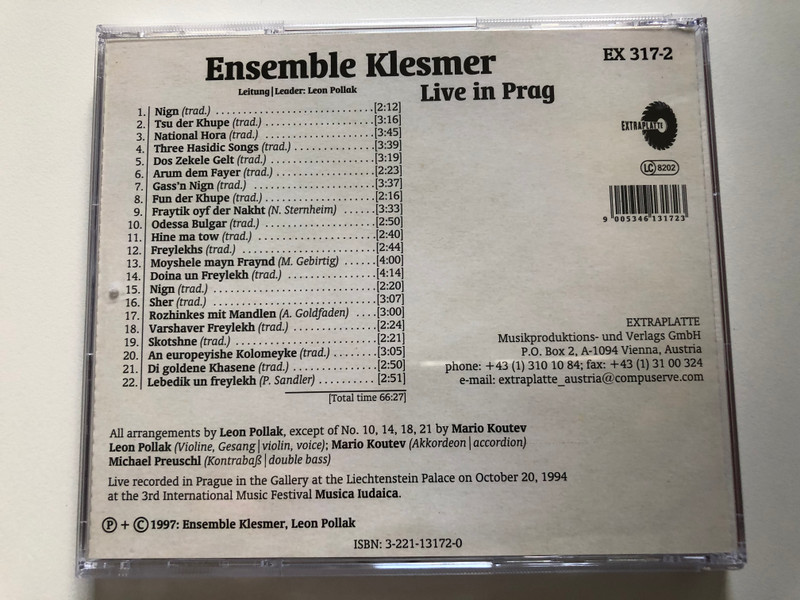 Ensemble Klesmer
EX 317-2
Leitung|Leader: Leon Pollak
Live in Prag
1. Nign (trad.) [2:12]
2. Tsu der Khupe (trad.) [3:16]
3. National Hora (trad.) [3:45]
4. Three Hasidic Songs (trad.) [3:39]
5. Dos Zekele Gelt (trad.) [3:19]
6. Arum dem Fayer (trad.) [2:23]
7. Gass'n Nign (trad.) [3:37]
8. Fun der Khupe (trad.) [2:16]
9. Fraytik oyf der Nakht (N. Sternheim) [3:33]
10. Odessa Bulgar (trad.) [2:50]
11. Hine ma tow (trad.) [2:40]
12. Freylekhs (trad.) [2:44]
13. Moyshele mayn Fraynd (M. Gebirtig) [4:00]
14. Doina un Freylekh (trad.) [4:14]
15. Nign (trad.) [2:20]
16. Sher (trad.) [3:07]
17. Rozhinkes mit Mandlen (A. Goldfaden) [3:00]
18. Varshaver Freylekh (trad.) [2:24]
19. Skotshne (trad.) [2:21]
20. An europeyishe Kolomeyke (trad.) [3:05]
21. Di goldene Khasene (trad.) [2:50]
22. Lebedik un freylekh (P. Sandler) [2:51]
[Total time 66:27]
EXTRAPLATTE
LC 8202
9 005346 131723
EXTRAPLATTE
Musikproduktions- und Verlags GmbH
P.O. Box 2, A-1094 Vienna, Austria
phone: +43 (1) 310 10 84; fax: +43 (1) 31 00 324
e-mail: extraplatte_austria@compuserve.com
All arrangements by Leon Pollak, except of No. 10, 14, 18, 21 by Mario Koutev
Leon Pollak (Violine, Gesang|violin, voice); Mario Koutev (Akkordeon|accordion)
Michael Preuschl (Kontrabaß|double bass)
Live recorded in Prague in the Gallery at the Liechtenstein Palace on October 20, 1994
at the 3rd International Music Festival Musica Iudaica.
Ⓟ + Ⓒ 1997: Ensemble Klesmer, Leon Pollak
ISBN: 3-221-13172-0